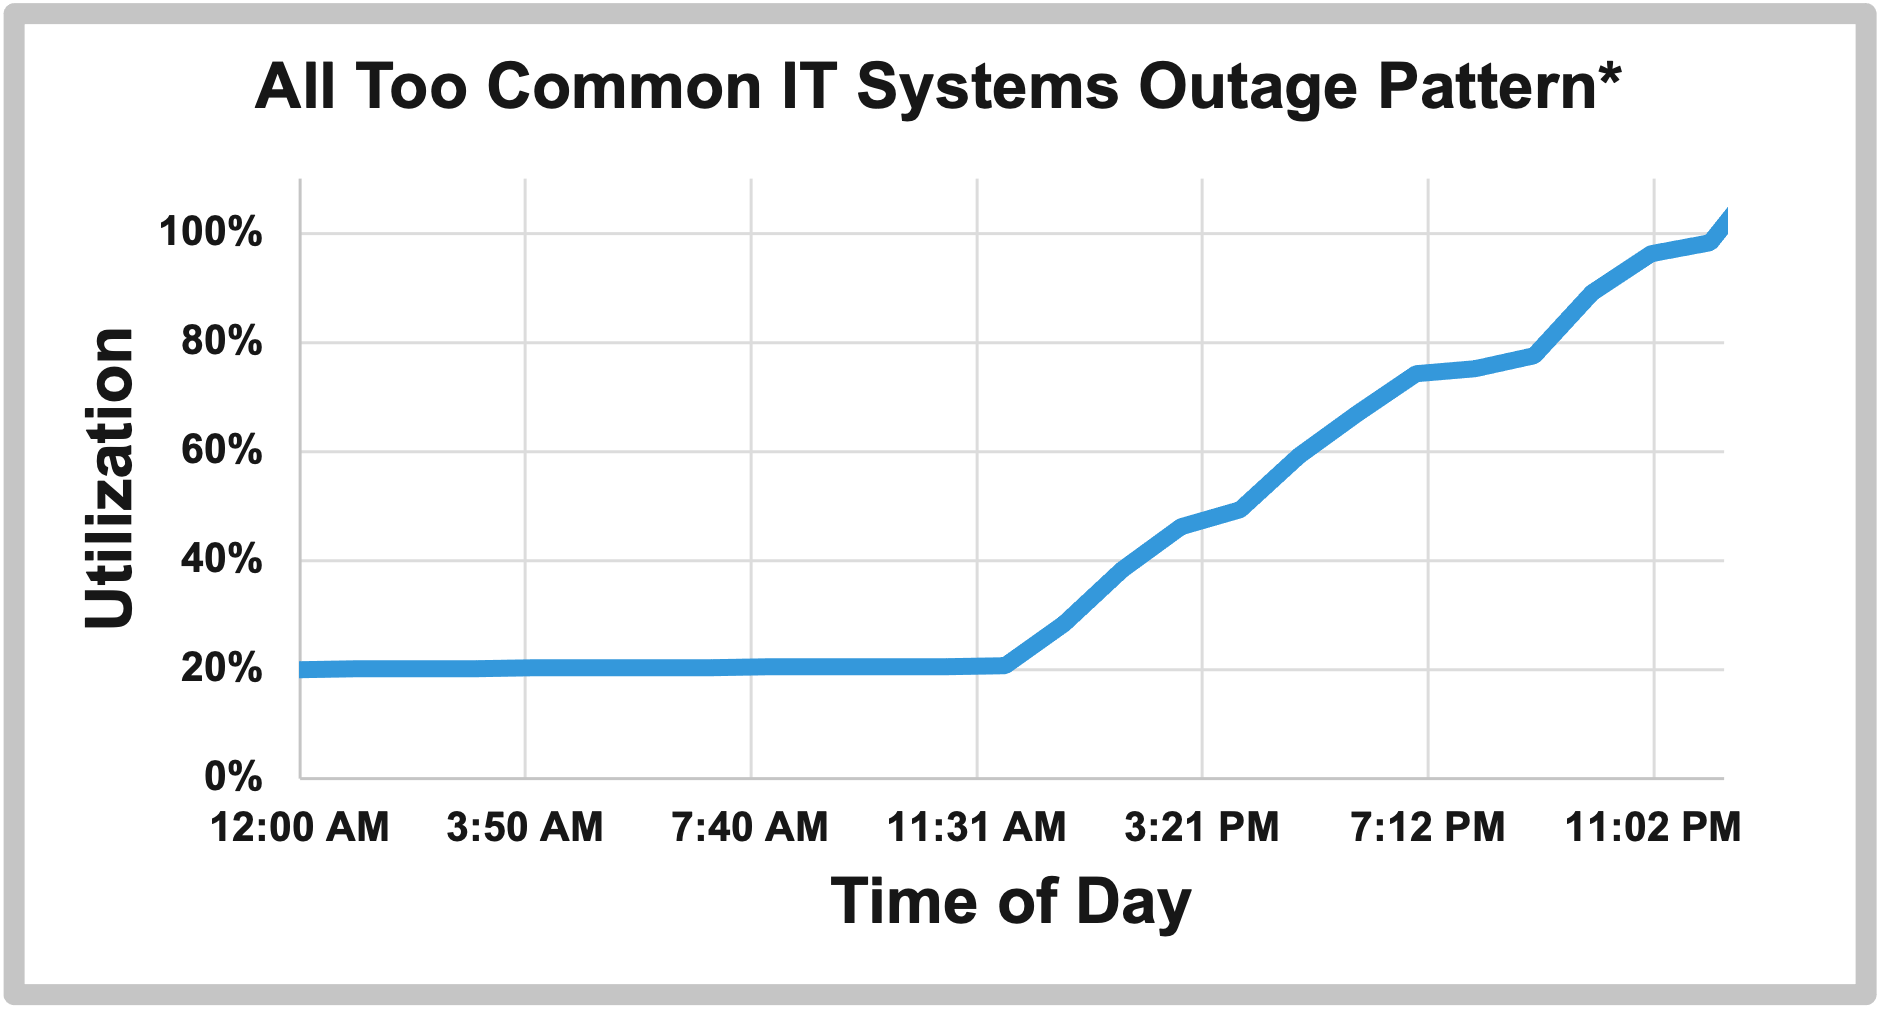 All Too Common IT Systems Outage Pattern*
100%
80%
60%
40%
20%
0%
Utilization
12:00 AM 3:50 AM 7:40 AM 11:31 AM 3:21 PM 7:12 PM 11:02 PM
Time of Day